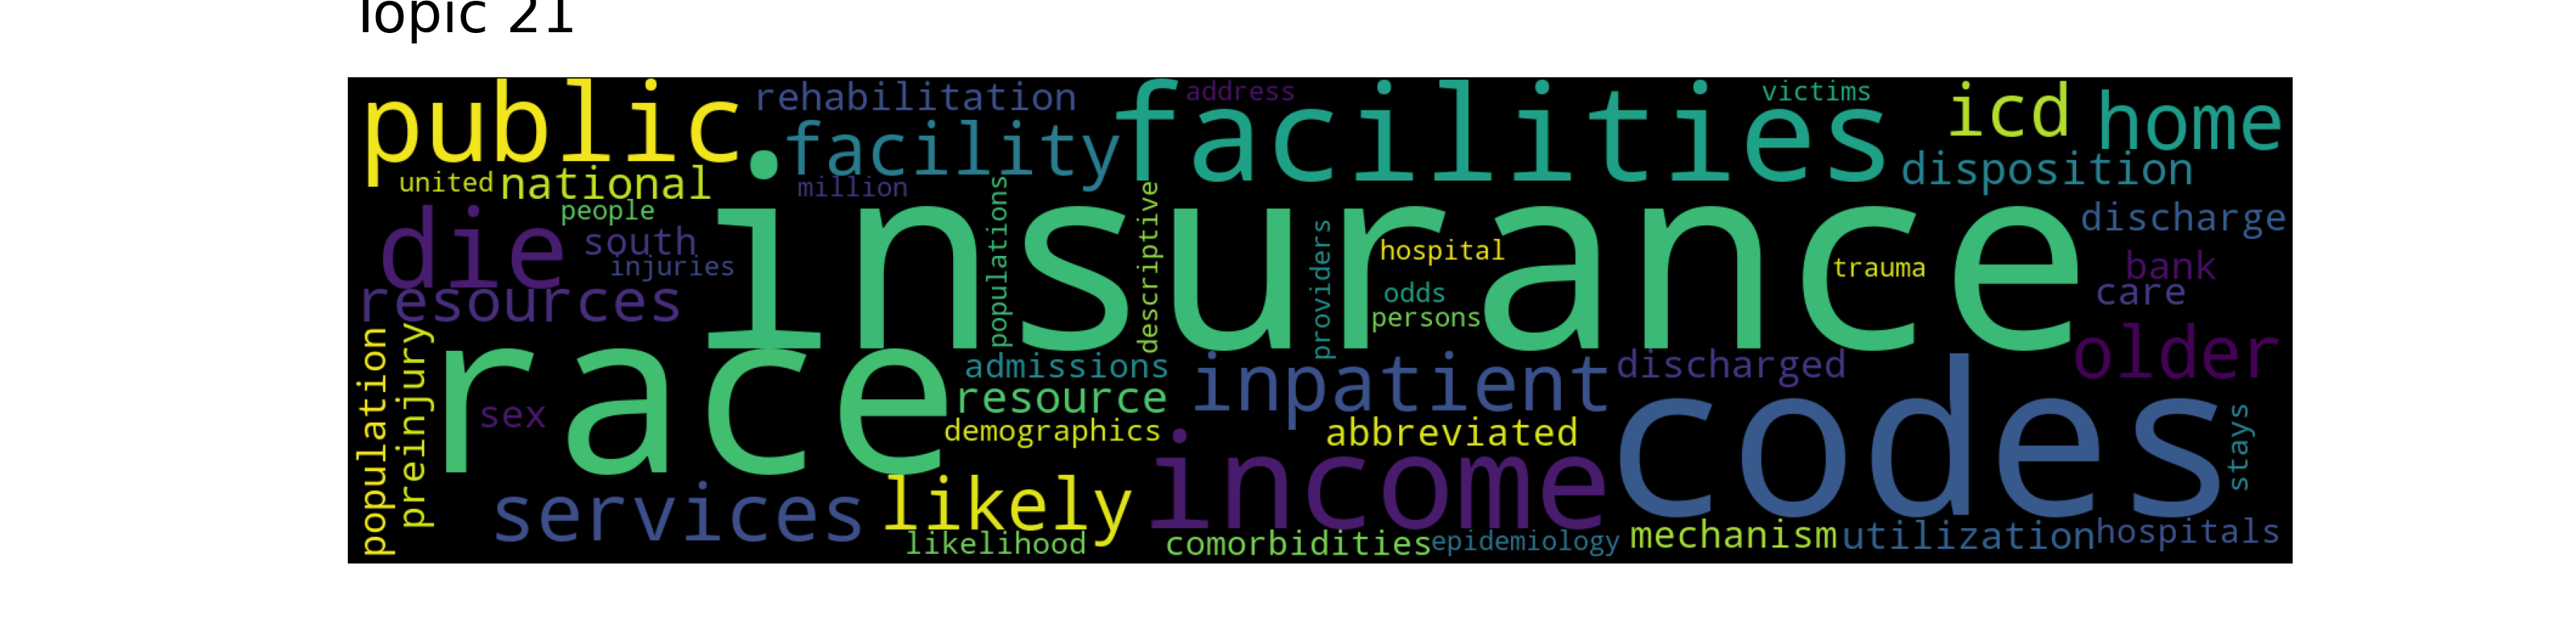 Topic 21
public rehabilitation address facilities victims icd home
facility disposition
united national million
people populations descriptive discharge
die south insurance providers hospital trauma bank
injuries care
resources odds
persons
population preinjury race admissions inpatient discharged older
sex resource codes stays
demographics abbreviated
services likely income
likelihood comorbidities epidemiology mechanism utilization hospitals